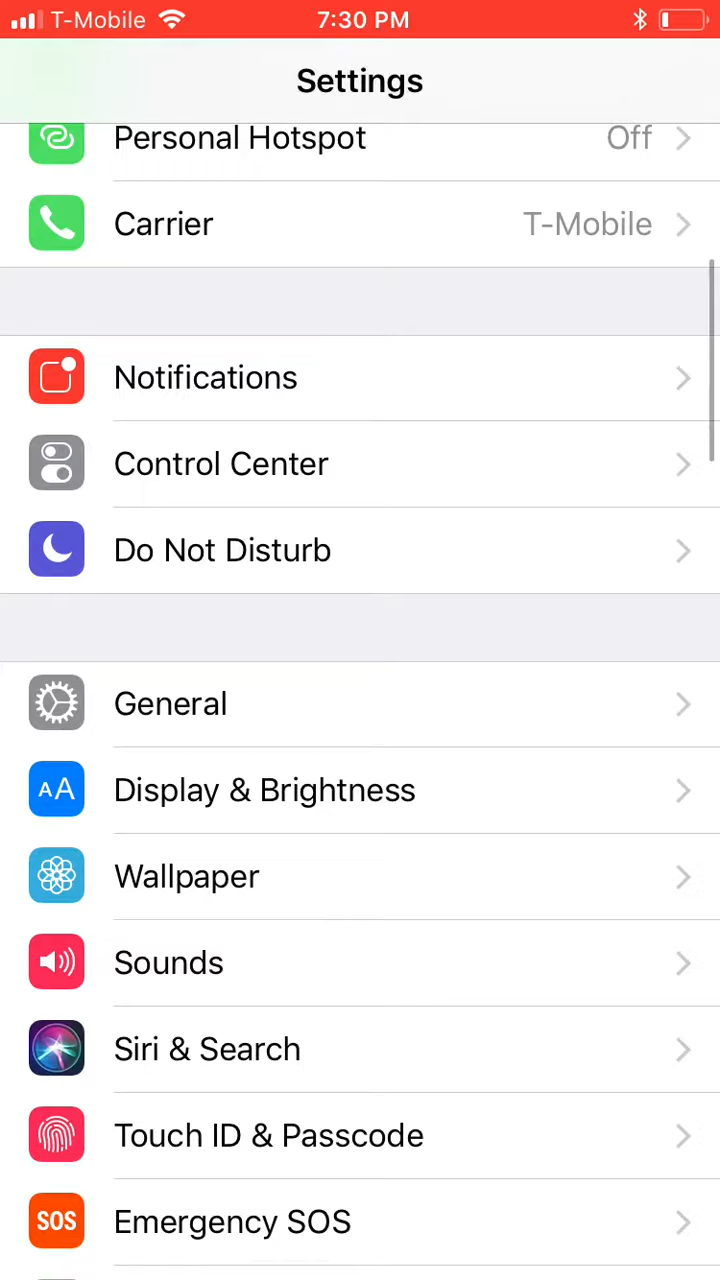 T-Mobile 7:30 PM
Settings
Personal Hotspot Off
Carrier T-Mobile
Notifications
Control Center
Do Not Disturb
General
AA Display & Brightness
Wallpaper
Sounds
Siri & Search
Touch ID & Passcode
SOS Emergency SOS